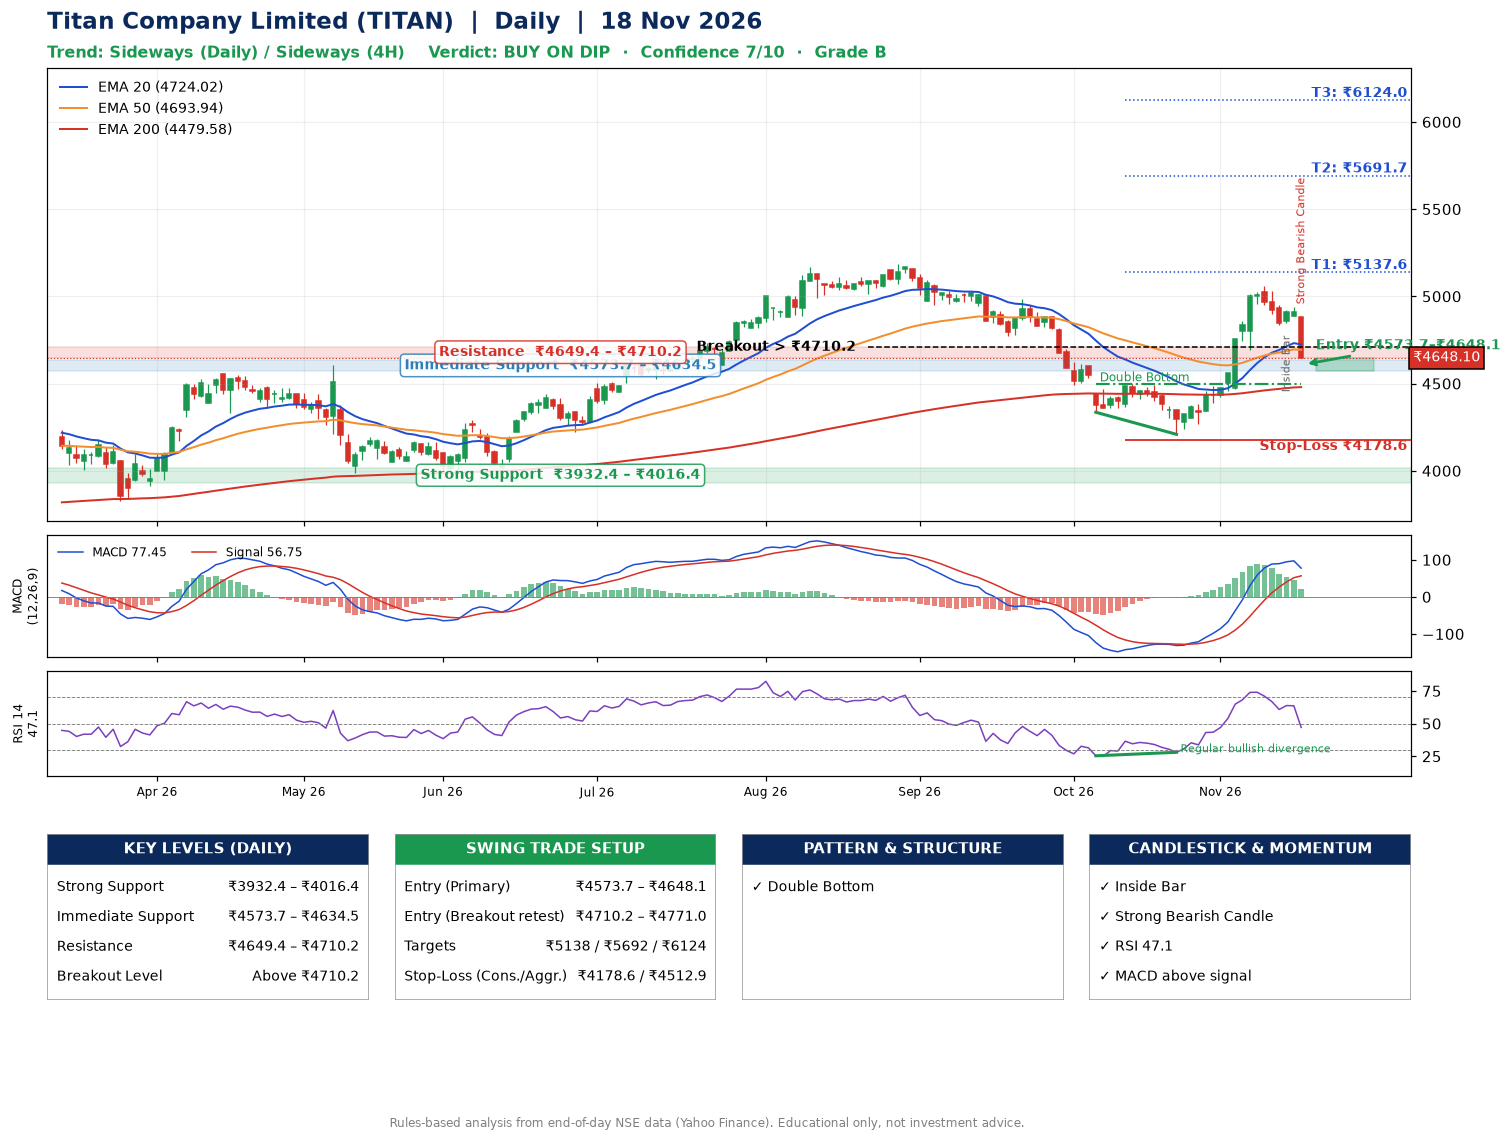 Titan Company Limited (TITAN) | Daily | 18 Nov 2026
Trend: Sideways (Daily) / Sideways (4H) Verdict: BUY ON DIP · Confidence 7/10 · Grade B
EMA 20 (4724.02)
EMA 50 (4693.94)
EMA 200 (4479.58)
T3: ₹6124.0
6000
T2: ₹5691.7
5500
Strong Bearish Candle
T1: ₹5137.6
5000
Breakout > ₹4710.2
Entry ₹4573.7–₹4648.1
Resistance ₹4649.4 – ₹4710.2
₹4648.10
Immediate Support ₹4573.7 – ₹4634.5
Inside Bar
Double Bottom
4500
Stop-Loss ₹4178.6
Strong Support ₹3932.4 – ₹4016.4
4000
MACD 77.45
Signal 56.75
MACD
(12,26,9)
100
0
−100
RSI 14
47.1
75
50
25
Regular bullish divergence
Apr 26
May 26
Jun 26
Jul 26
Aug 26
Sep 26
Oct 26
Nov 26
KEY LEVELS (DAILY)
Strong Support ₹3932.4 – ₹4016.4
Immediate Support ₹4573.7 – ₹4634.5
Resistance ₹4649.4 – ₹4710.2
Breakout Level Above ₹4710.2
SWING TRADE SETUP
Entry (Primary) ₹4573.7 – ₹4648.1
Entry (Breakout retest) ₹4710.2 – ₹4771.0
Targets ₹5138 / ₹5692 / ₹6124
Stop-Loss (Cons./Aggr.) ₹4178.6 / ₹4512.9
PATTERN & STRUCTURE
✓ Double Bottom
CANDLESTICK & MOMENTUM
✓ Inside Bar
✓ Strong Bearish Candle
✓ RSI 47.1
✓ MACD above signal
Rules-based analysis from end-of-day NSE data (Yahoo Finance). Educational only, not investment advice.